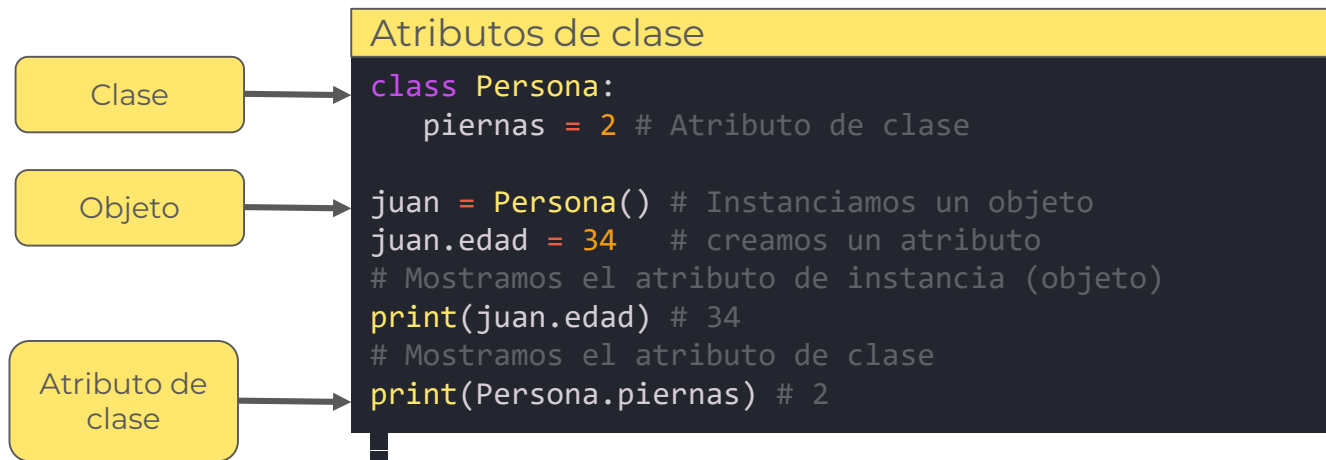 Atributos de clase
Clase
class Persona:
   piernas = 2 # Atributo de clase
Objeto
juan = Persona() # Instanciamos un objeto
juan.edad = 34   # creamos un atributo
# Mostramos el atributo de instancia (objeto)
print(juan.edad) # 34
# Mostramos el atributo de clase
Atributo de
clase
print(Persona.piernas) # 2